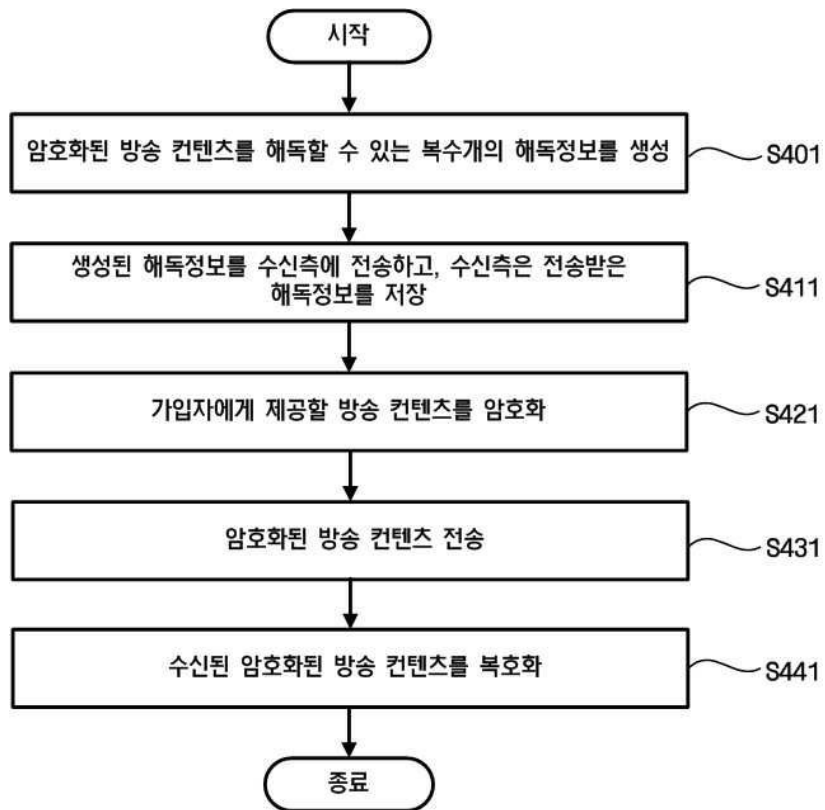 시작
암호화된 방송 컨텐츠를 해독할 수 있는 복수개의 해독정보를 생성
S401
생성된 해독정보를 수신측에 전송하고, 수신측은 전송받은
해독정보를 저장
S411
가입자에게 제공할 방송 컨텐츠를 암호화
S421
암호화된 방송 컨텐츠 전송
S431
수신된 암호화된 방송 컨텐츠를 복호화
S441
종료